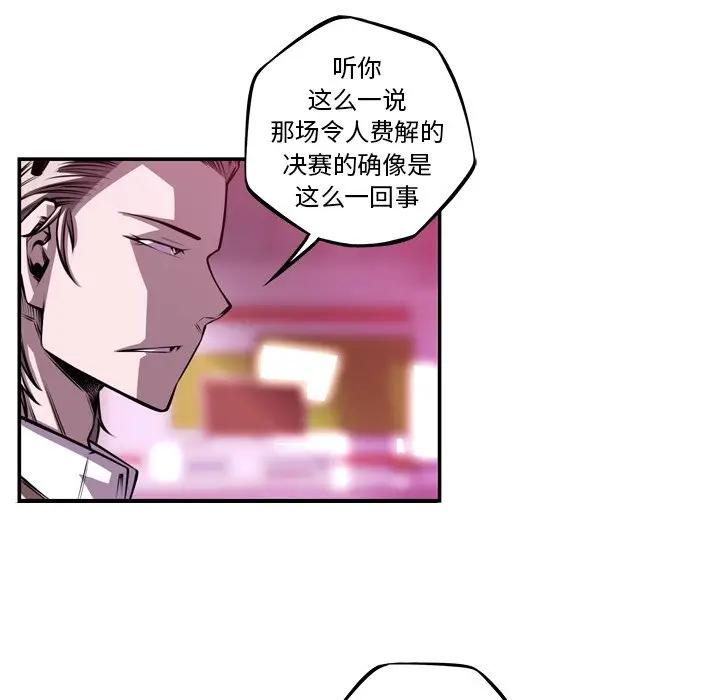 听你
这么一说
那场令人费解的
决赛的确像是
这么一回事